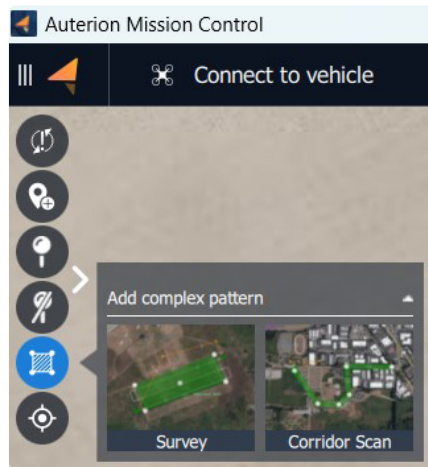 Auterion Mission Control
Connect to vehicle
Add complex pattern
Survey
Corridor Scan